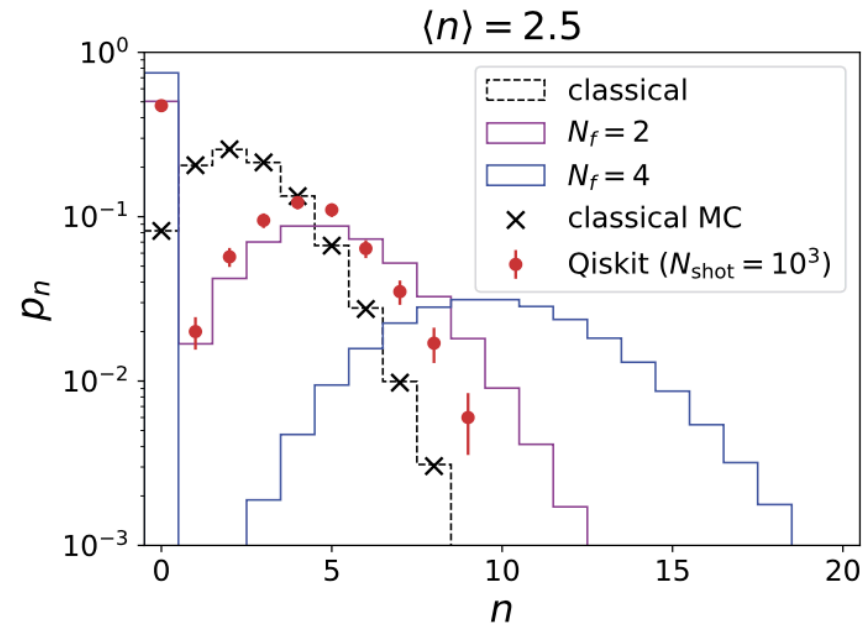 ⟨n⟩ = 2.5
10⁰
10⁻¹
10⁻²
10⁻³
pₙ
classical
N_f = 2
N_f = 4
classical MC
Qiskit (N_shot = 10³)
0 5 10 15 20
n